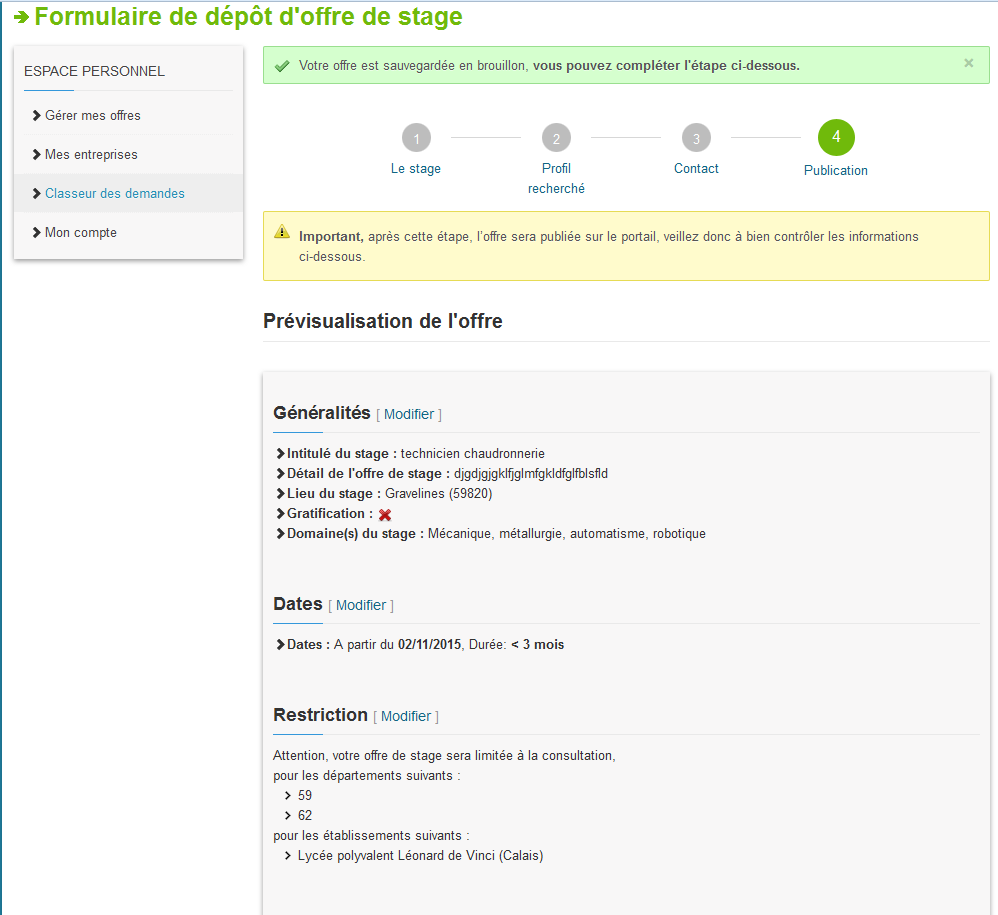 Formulaire de dépôt d'offre de stage
ESPACE PERSONNEL
Gérer mes offres
Mes entreprises
Classeur des demandes
Mon compte
Votre offre est sauvegardée en brouillon, vous pouvez compléter l'étape ci-dessous.
×
1
2
3
4
Le stage
Profil
recherché
Contact
Publication
Important, après cette étape, l'offre sera publiée sur le portail, veillez donc à bien contrôler les informations
ci-dessous.
Prévisualisation de l'offre
Généralités [ Modifier ]
Intitulé du stage : technicien chaudronnerie
Détail de l'offre de stage : djgdjgjgklfjglmfgkldfglfblsfld
Lieu du stage : Gravelines (59820)
Gratification :
Domaine(s) du stage : Mécanique, métallurgie, automatisme, robotique
Dates [ Modifier ]
Dates : A partir du 02/11/2015, Durée: < 3 mois
Restriction [ Modifier ]
Attention, votre offre de stage sera limitée à la consultation,
pour les départements suivants :
59
62
pour les établissements suivants :
Lycée polyvalent Léonard de Vinci (Calais)